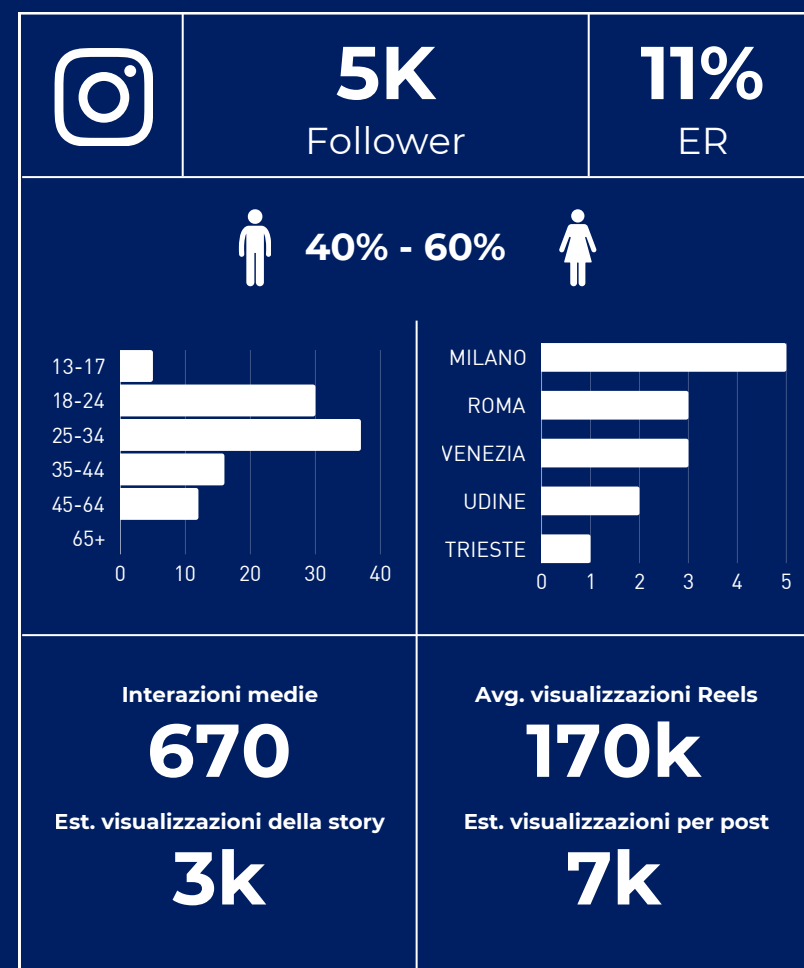 5K
Follower
11%
ER
40% - 60%
13-17
18-24
25-34
35-44
45-64
65+
0 10 20 30 40
MILANO
ROMA
VENEZIA
UDINE
TRIESTE
0 1 2 3 4 5
Interazioni medie
670
Est. visualizzazioni della story
3k
Avg. visualizzazioni Reels
170k
Est. visualizzazioni per post
7k